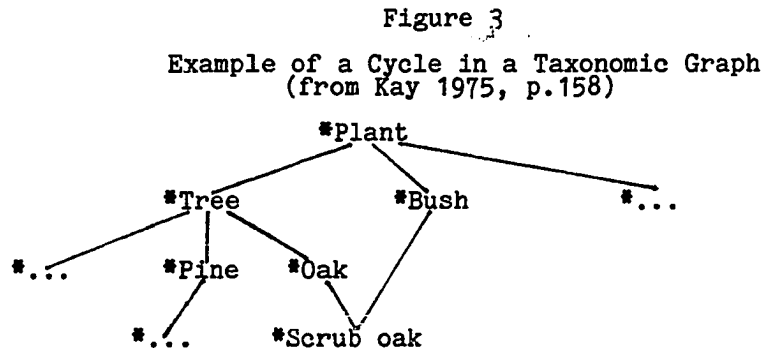 Figure 3
Example of a Cycle in a Taxonomic Graph
(from Kay 1975, p.158)
*Plant
*Tree *Bush *...
*... *Pine *Oak
*... *Scrub oak